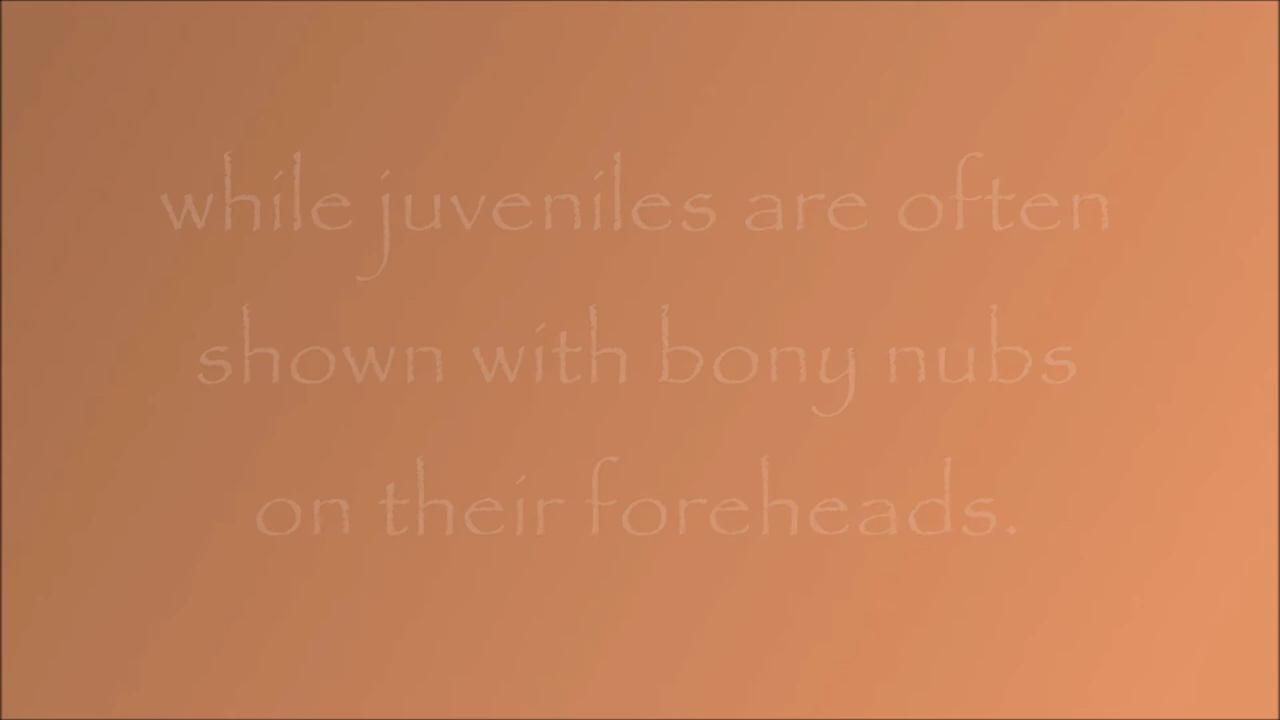 while juveniles are often
shown with bony nubs
on their foreheads.